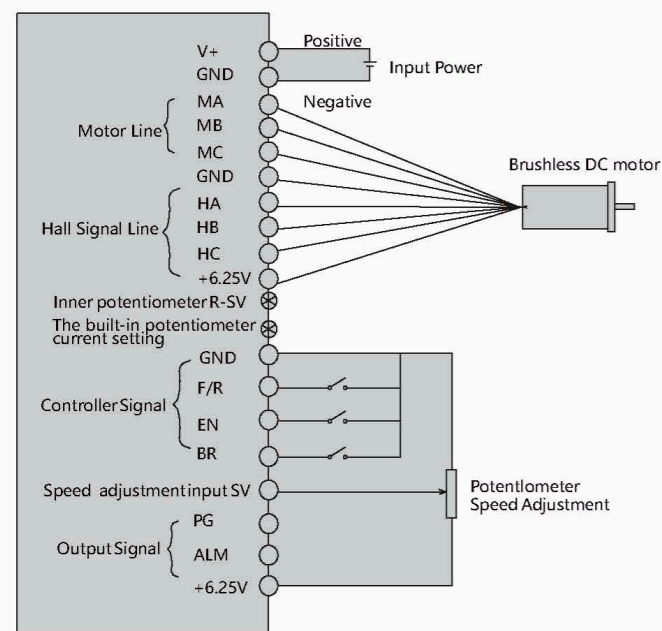 V+
Positive
GND
Input Power
MA
Negative
Motor Line
MB
MC
Brushless DC motor
GND
HA
Hall Signal Line
HB
HC
+6.25V
Inner potentiometer R-SV
The built-in potentiometer
current setting
GND
F/R
Controller Signal
EN
BR
Speed adjustment input SV
Potentlometer
Speed Adjustment
PG
Output Signal
ALM
+6.25V